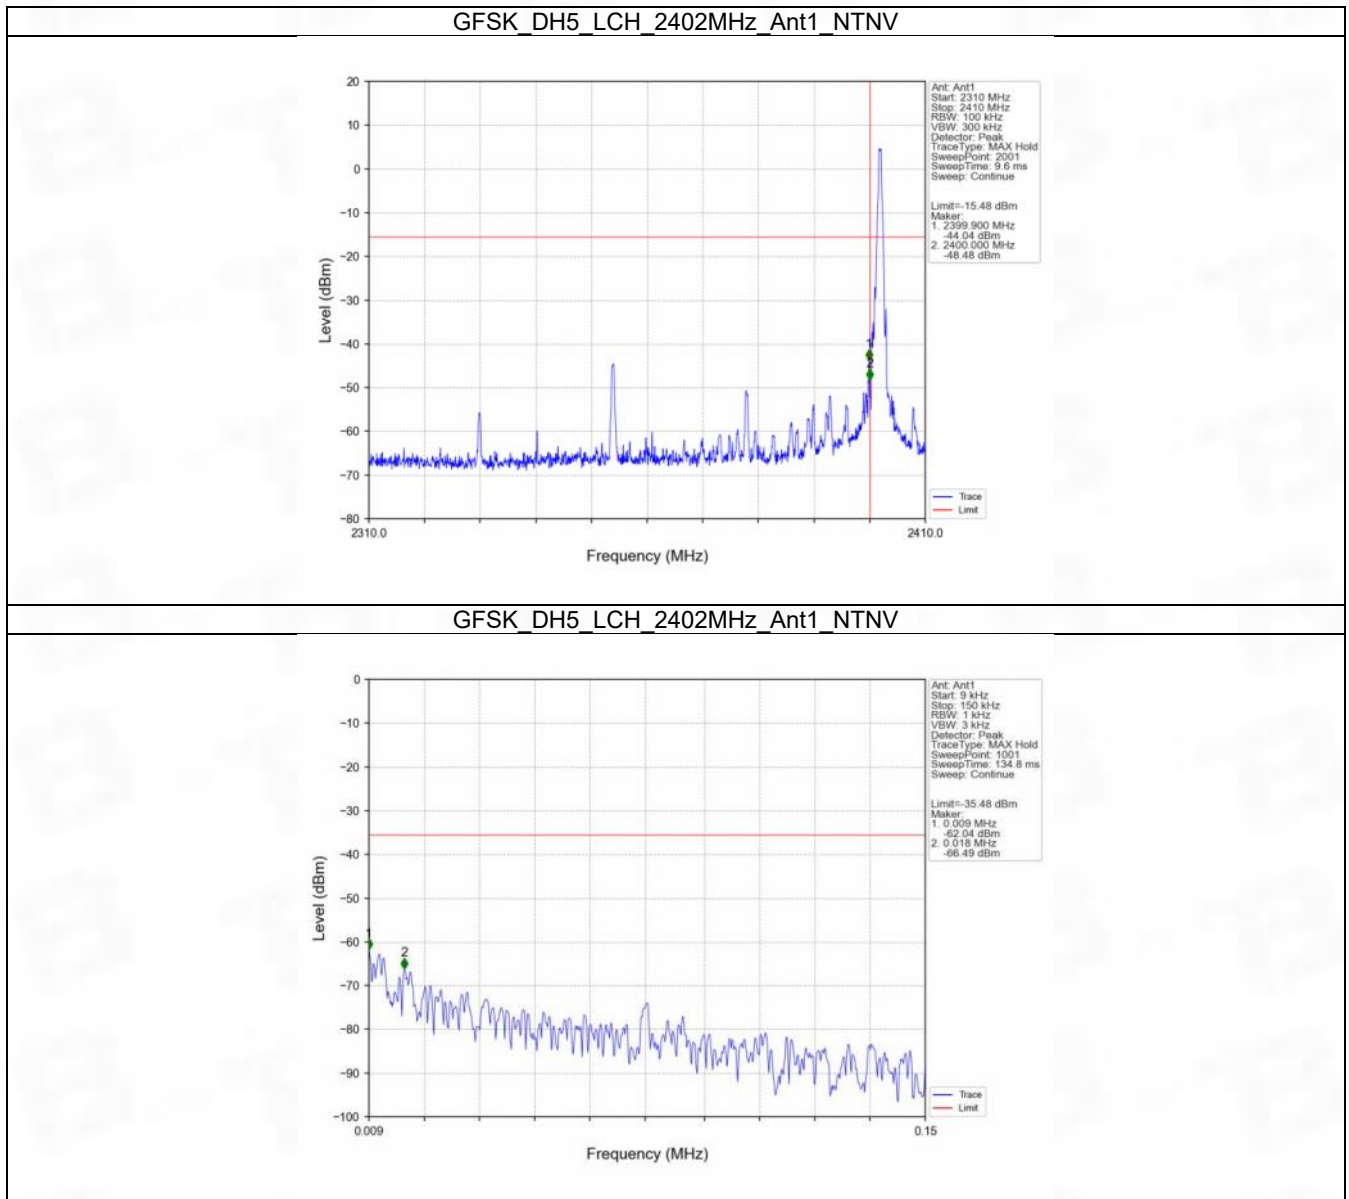 GFSK_DH5_LCH_2402MHz_Ant1_NTNV
20
10
0
−10
−20
−30
−40
−50
−60
−70
−80
Level (dBm)
2310.0
2410.0
Frequency (MHz)
1
2
Ant: Ant1
Start: 2310 MHz
Stop: 2410 MHz
RBW: 100 kHz
VBW: 300 kHz
Detector: Peak
TraceType: MAX Hold
SweepPoint: 2001
SweepTime: 9.6 ms
Sweep: Continue
Limit=-15.48 dBm
Maker:
1. 2399.900 MHz
-44.04 dBm
2. 2400.000 MHz
-48.48 dBm
Trace
Limit
GFSK_DH5_LCH_2402MHz_Ant1_NTNV
0
−10
−20
−30
−40
−50
−60
−70
−80
−90
−100
Level (dBm)
0.009
0.15
Frequency (MHz)
1
2
Ant: Ant1
Start: 9 kHz
Stop: 150 kHz
RBW: 1 kHz
VBW: 3 kHz
Detector: Peak
TraceType: MAX Hold
SweepPoint: 1001
SweepTime: 134.8 ms
Sweep: Continue
Limit=-35.48 dBm
Maker:
1. 0.009 MHz
-62.04 dBm
2. 0.018 MHz
-66.49 dBm
Trace
Limit